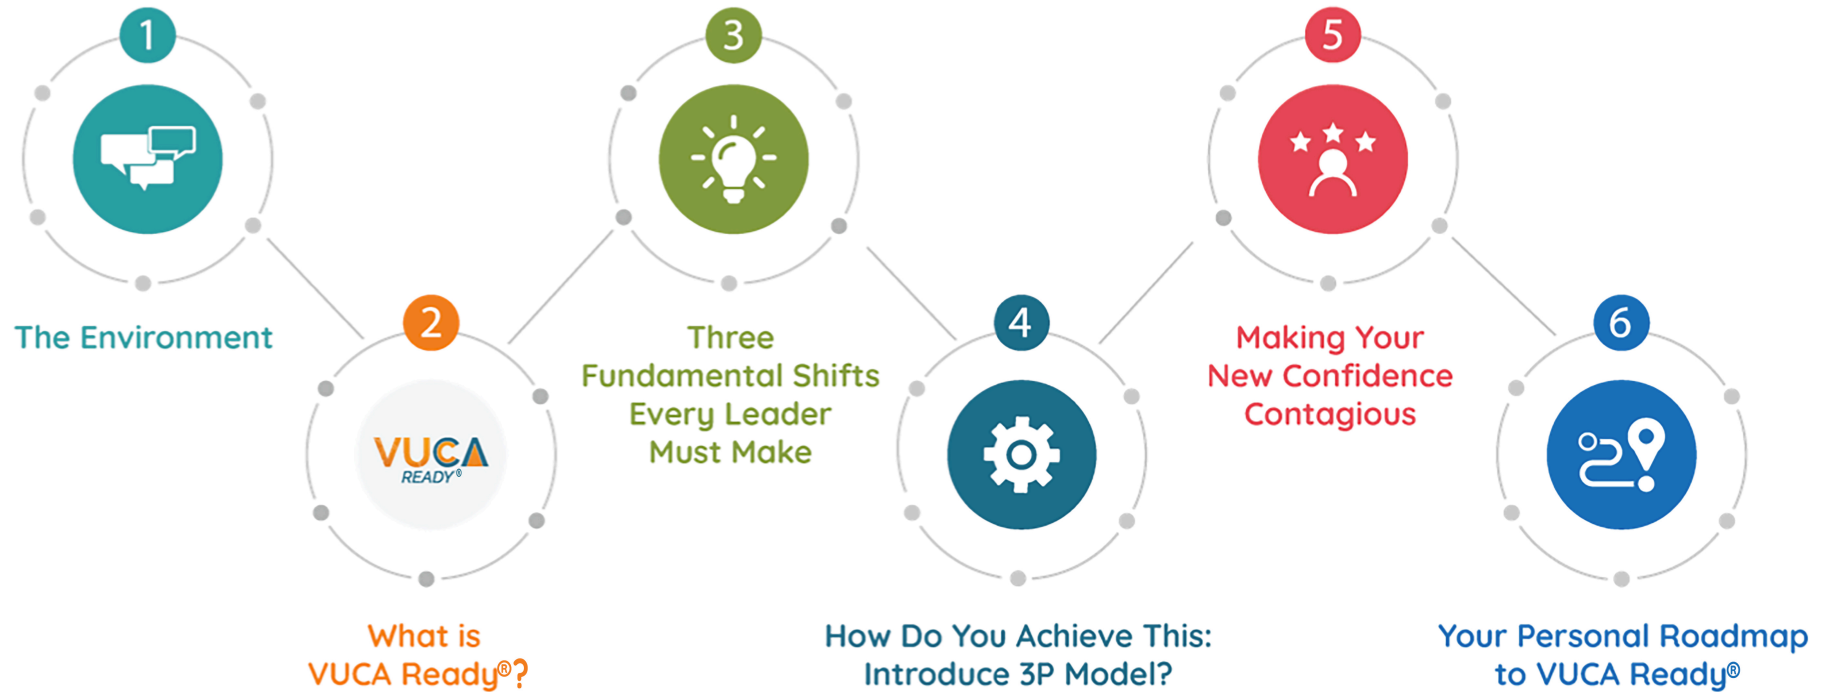 1
The Environment
2
VUCA
READY®
What is
VUCA Ready®?
3
Three
Fundamental Shifts
Every Leader
Must Make
4
How Do You Achieve This:
Introduce 3P Model?
5
Making Your
New Confidence
Contagious
6
Your Personal Roadmap
to VUCA Ready®